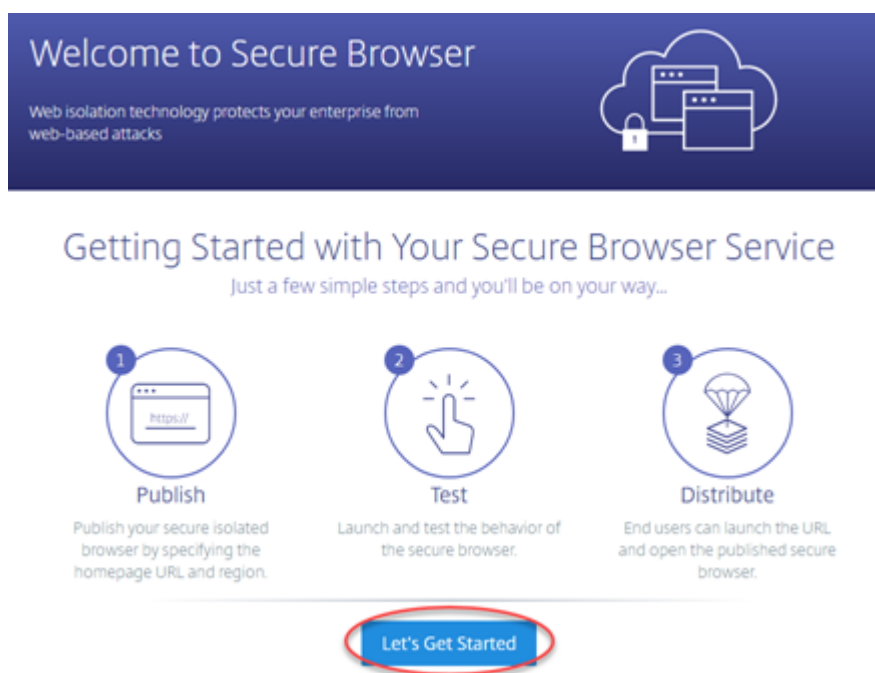 Welcome to Secure Browser
Web isolation technology protects your enterprise from
web-based attacks
Getting Started with Your Secure Browser Service
Just a few simple steps and you'll be on your way...
1
2
3
https://
Publish
Test
Distribute
Publish your secure isolated
browser by specifying the
homepage URL and region.
Launch and test the behavior of
the secure browser.
End users can launch the URL
and open the published secure
browser.
Let's Get Started